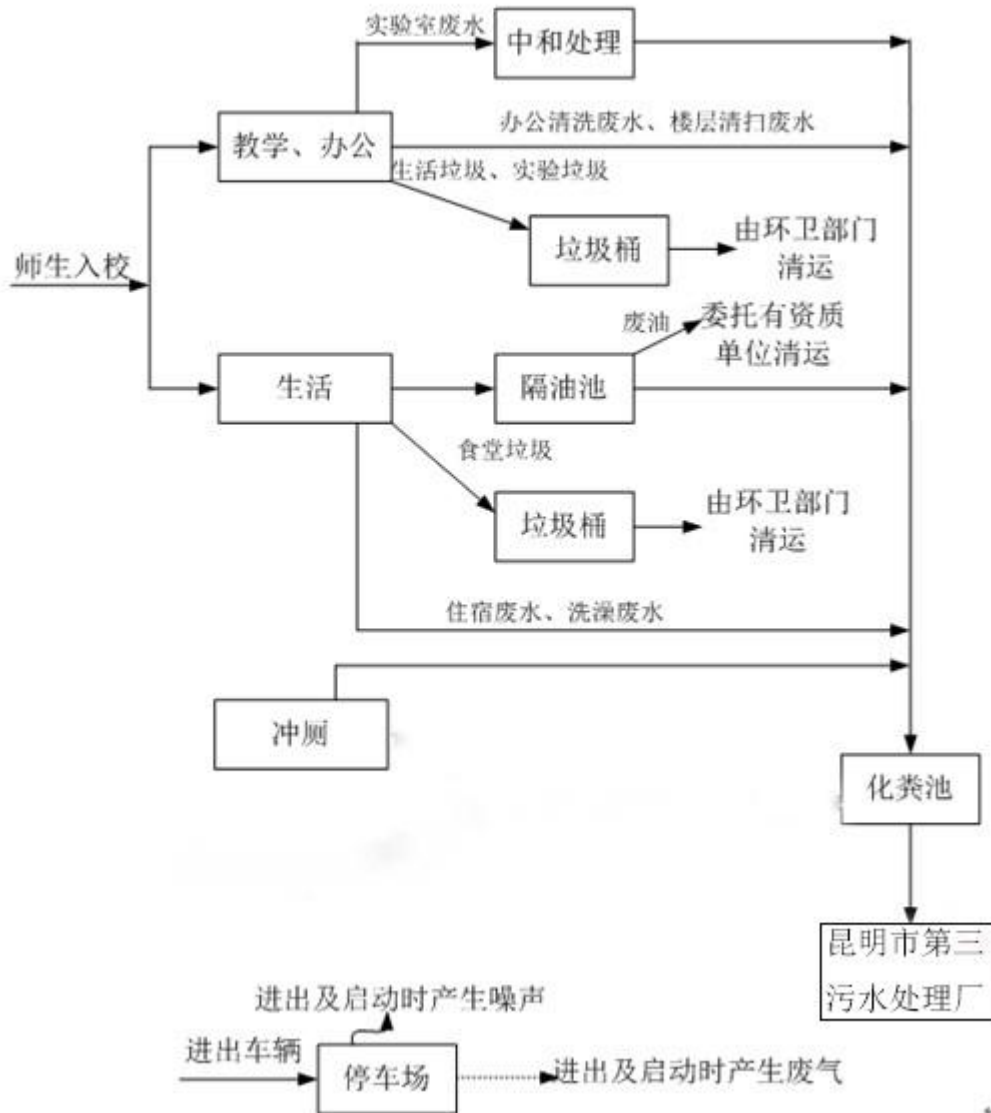 实验室废水
中和处理
教学、办公
办公清洗废水、楼层清扫废水
生活垃圾、实验垃圾
师生入校
垃圾桶
由环卫部门
清运
废油
委托有资质
单位清运
生活
隔油池
食堂垃圾
垃圾桶
由环卫部门
清运
住宿废水、洗澡废水
冲厕
化粪池
昆明市第三
污水处理厂
进出及启动时产生噪声
进出车辆
停车场
进出及启动时产生废气